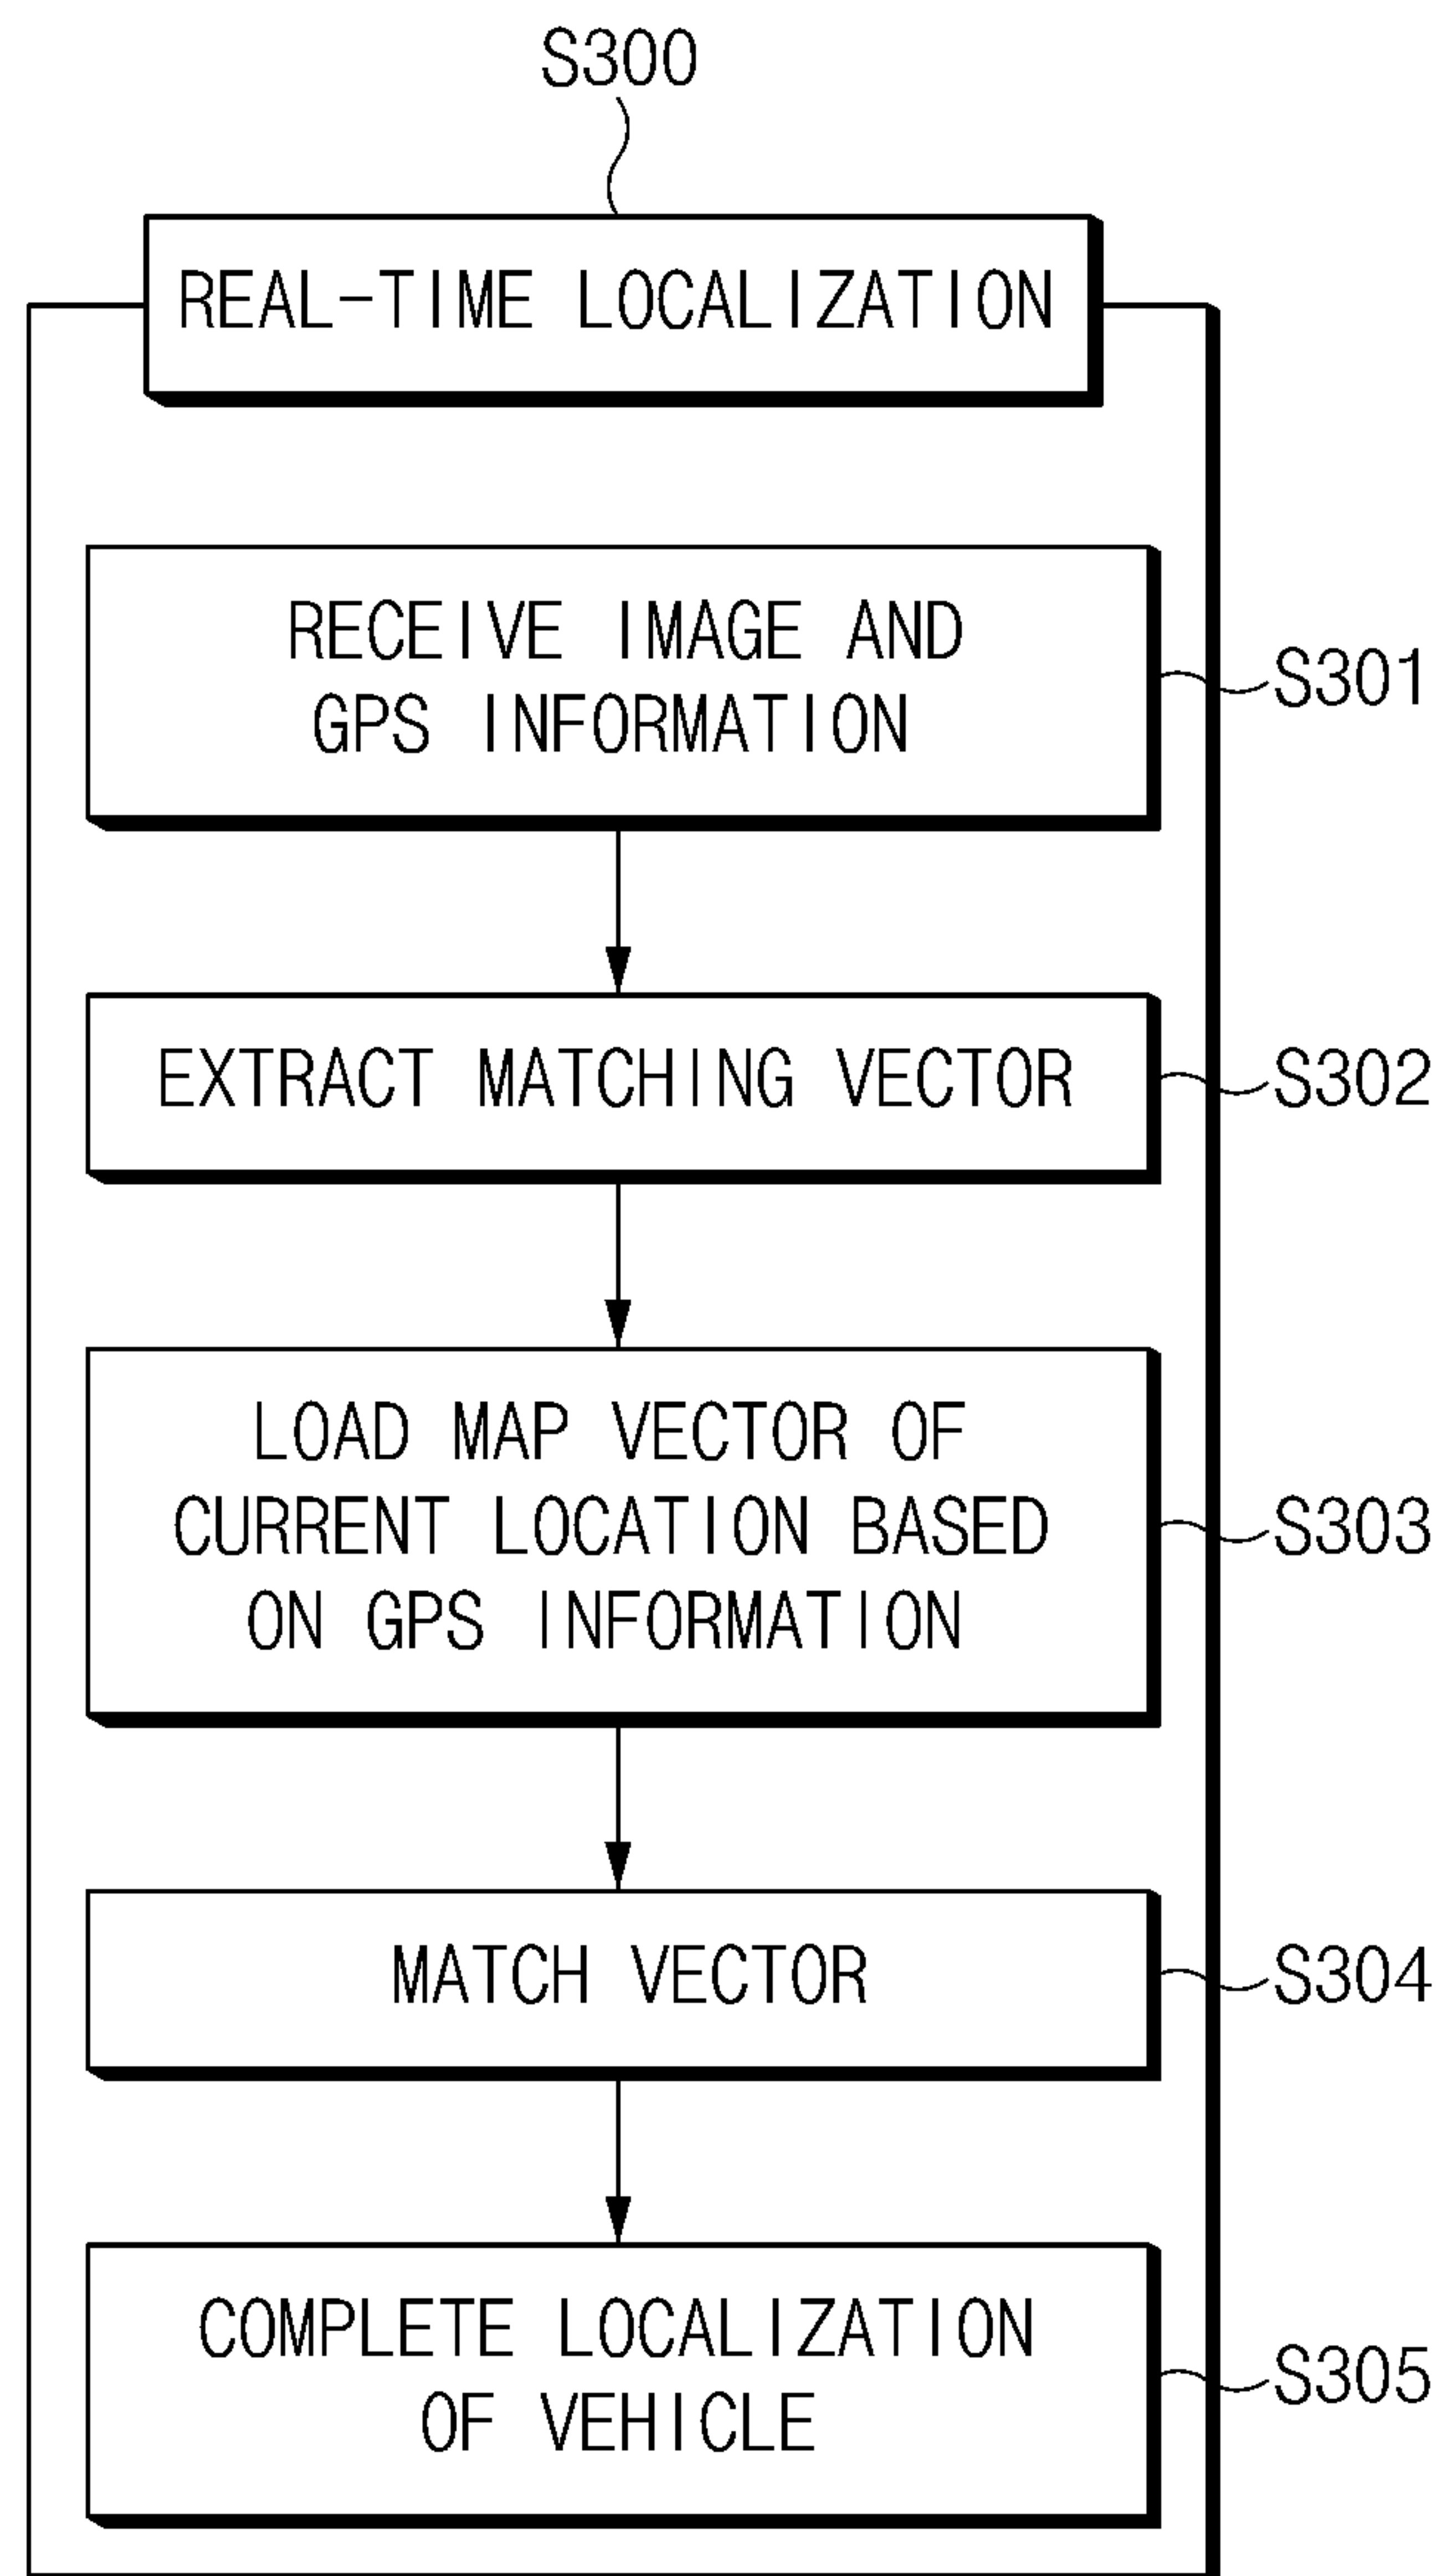 S300
REAL-TIME LOCALIZATION
RECEIVE IMAGE AND
GPS INFORMATION
S301
EXTRACT MATCHING VECTOR
S302
LOAD MAP VECTOR OF
CURRENT LOCATION BASED
ON GPS INFORMATION
S303
MATCH VECTOR
S304
COMPLETE LOCALIZATION
OF VEHICLE
S305